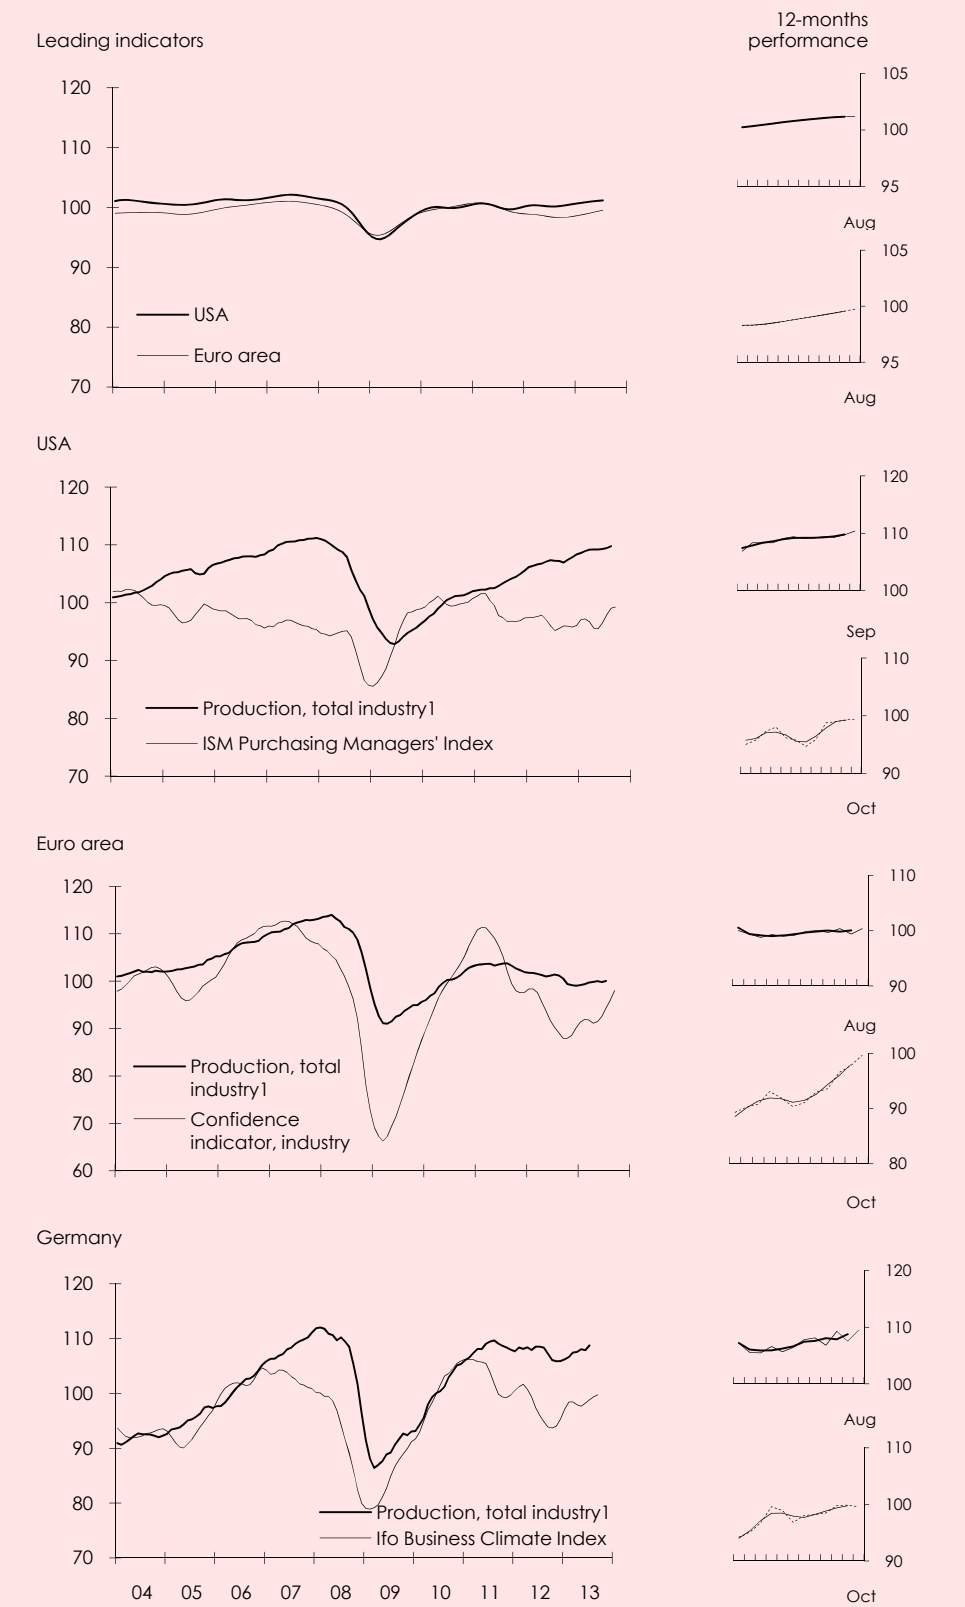 12-months
performance
Leading indicators
120
110
100
90
80
70
USA
Euro area
105
100
95
Aug
105
100
95
Aug
USA
120
110
100
90
80
70
Production, total industry1
ISM Purchasing Managers' Index
120
110
100
Sep
110
100
90
Oct
Euro area
120
110
100
90
80
70
60
Production, total
industry1
Confidence
indicator, industry
110
100
90
Aug
100
90
80
Oct
Germany
120
110
100
90
80
70
Production, total industry1
Ifo Business Climate Index
04 05 06 07 08 09 10 11 12 13
120
110
100
Aug
110
100
90
Oct